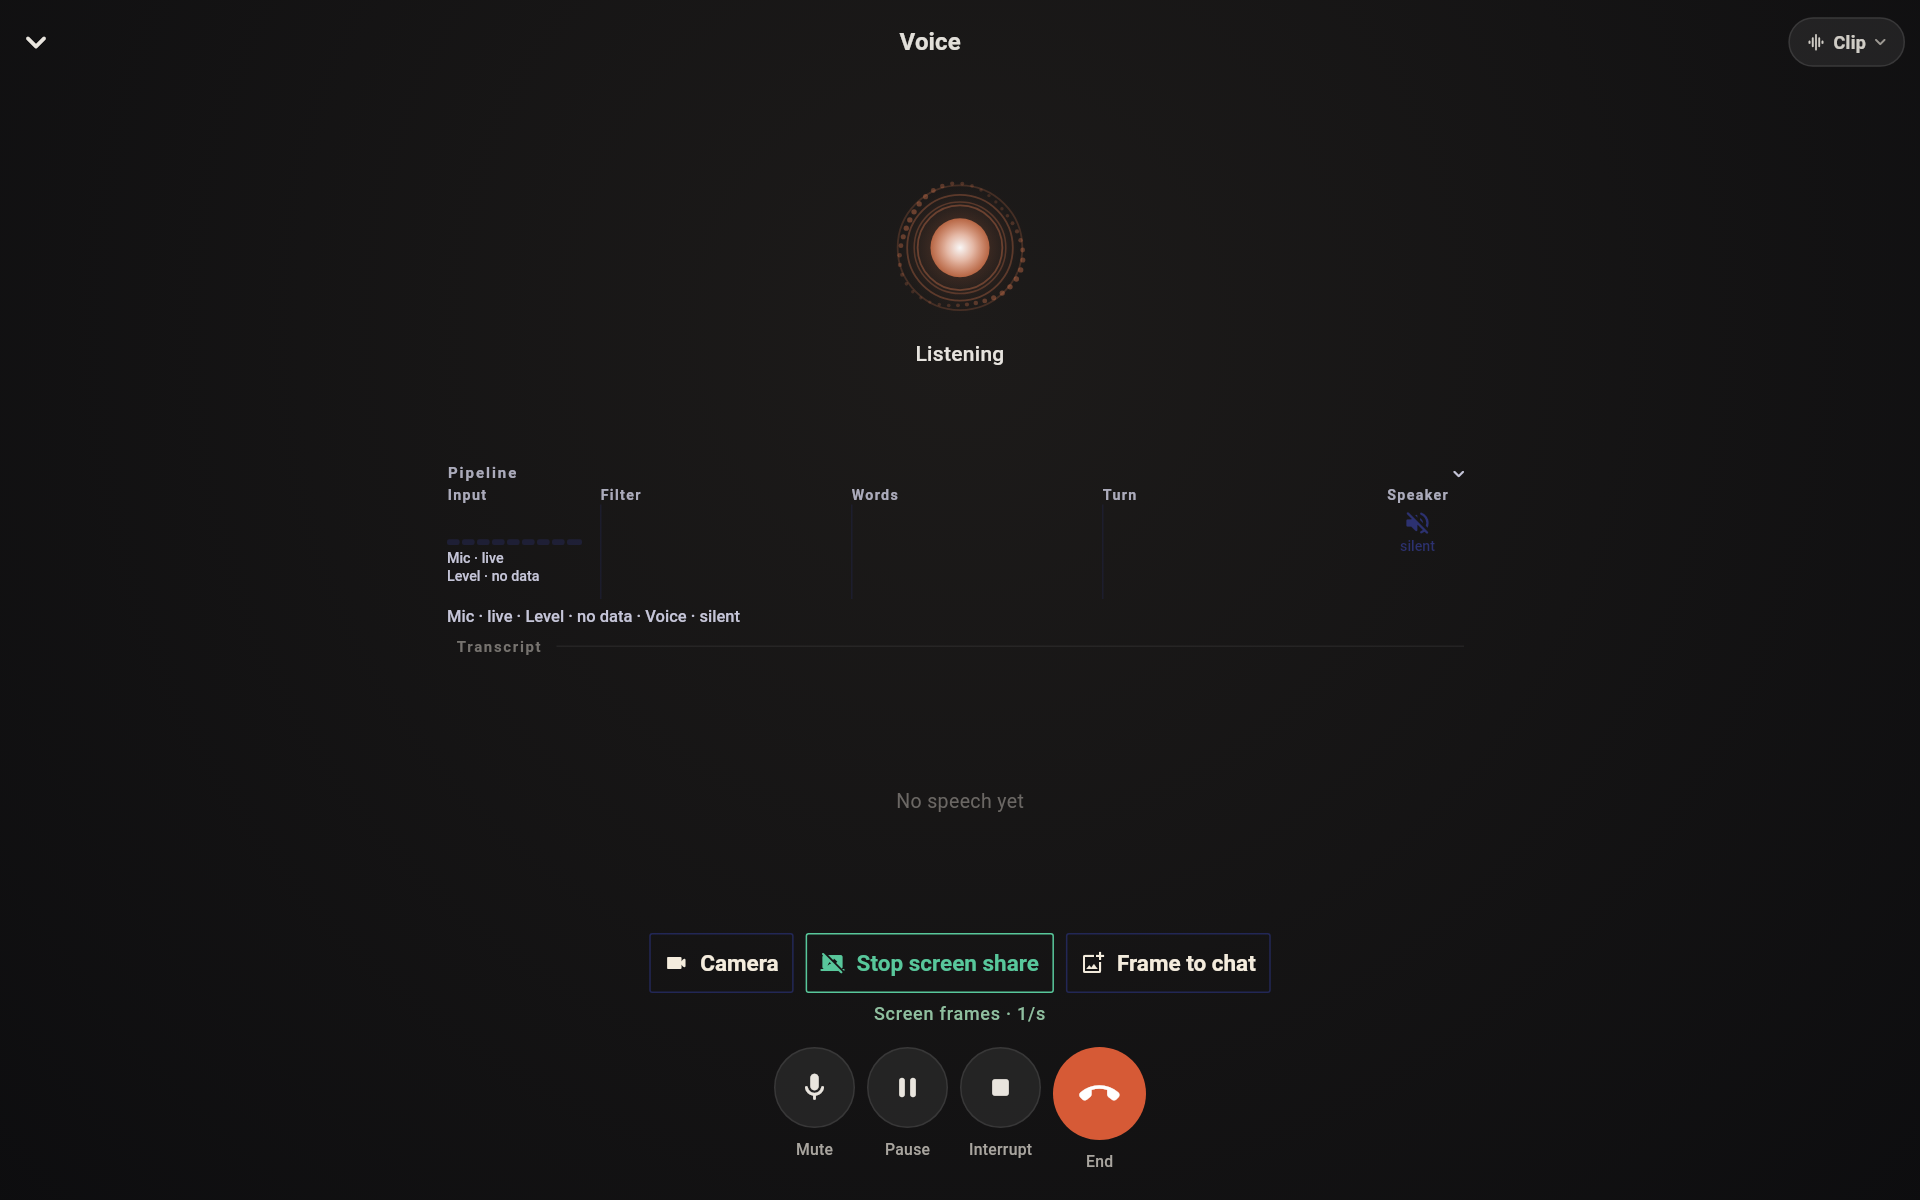 Voice
Clip
Listening
Pipeline
Input
Filter
Words
Turn
Speaker
silent
Mic · live
Level · no data
Mic · live · Level · no data · Voice · silent
Transcript
No speech yet
Camera
Stop screen share
Frame to chat
Screen frames · 1/s
Mute
Pause
Interrupt
End